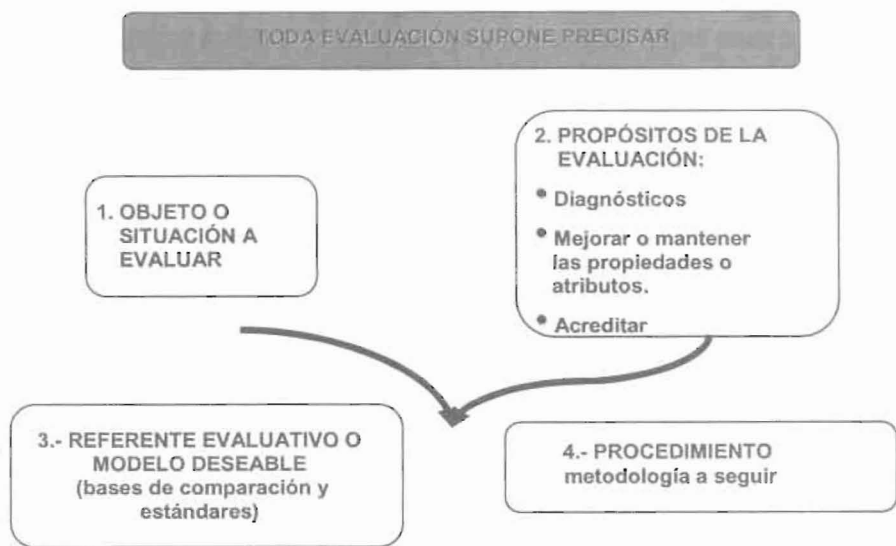 TODA EVALUACIÓN SUPONE PRECISAR
1. OBJETO O
SITUACIÓN A
EVALUAR
2. PROPÓSITOS DE LA
EVALUACIÓN:
• Diagnósticos
• Mejorar o mantener
las propiedades o
atributos.
• Acreditar
3.- REFERENTE EVALUATIVO O
MODELO DESEABLE
(bases de comparación y
estándares)
4.- PROCEDIMIENTO
metodología a seguir